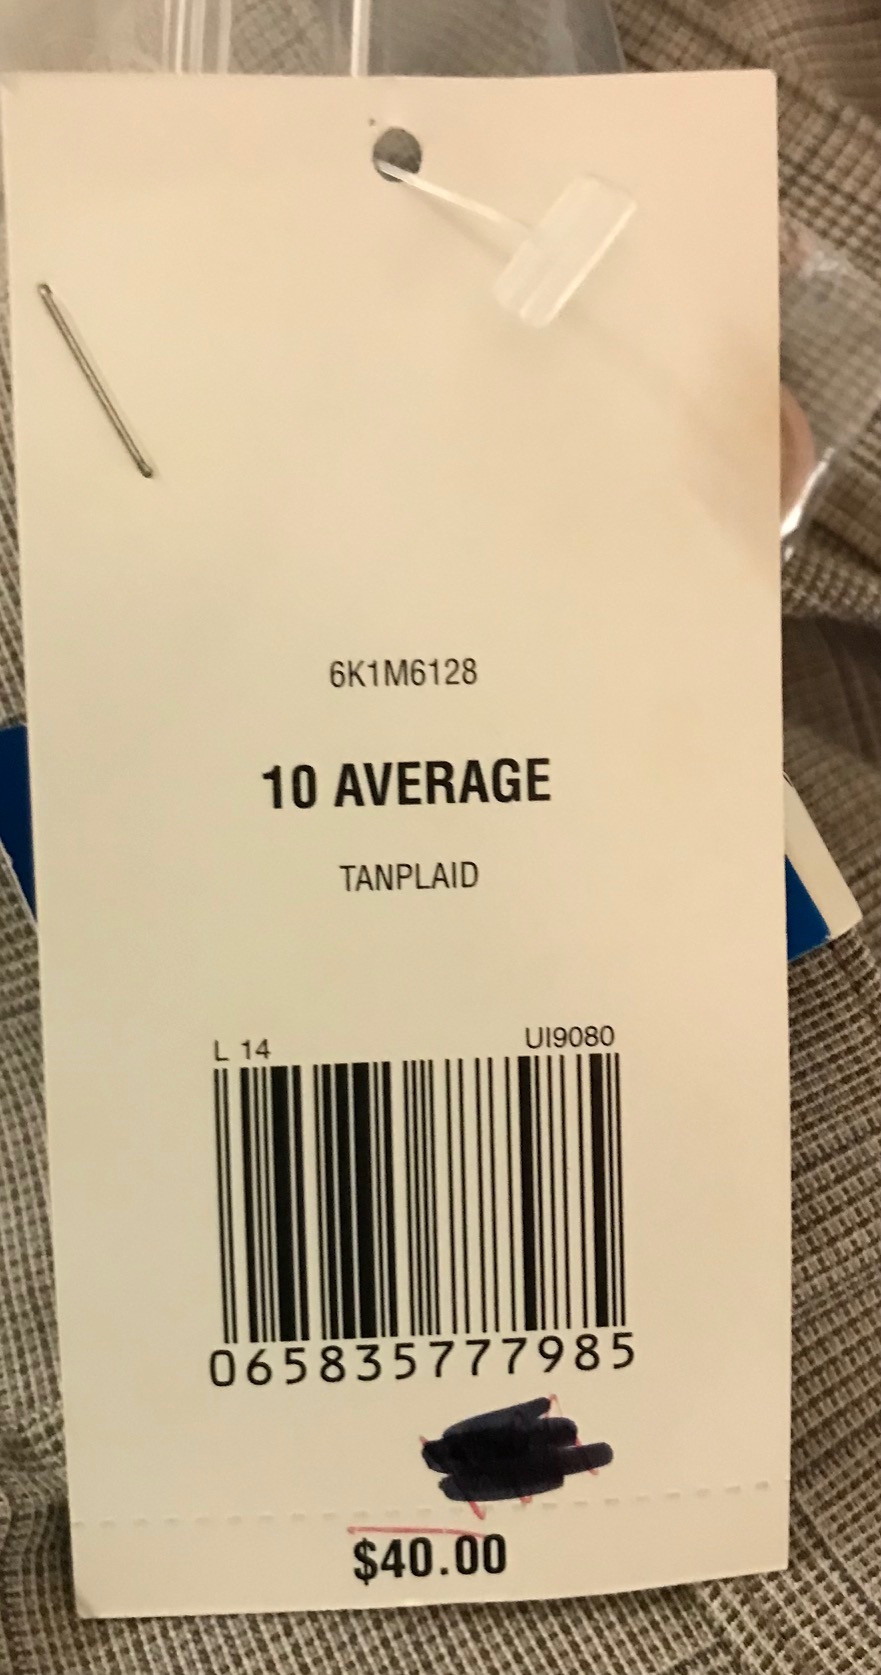 6K1M6128
10 AVERAGE
TANPLAID
L 14 UI9080
065835777985
$40.00